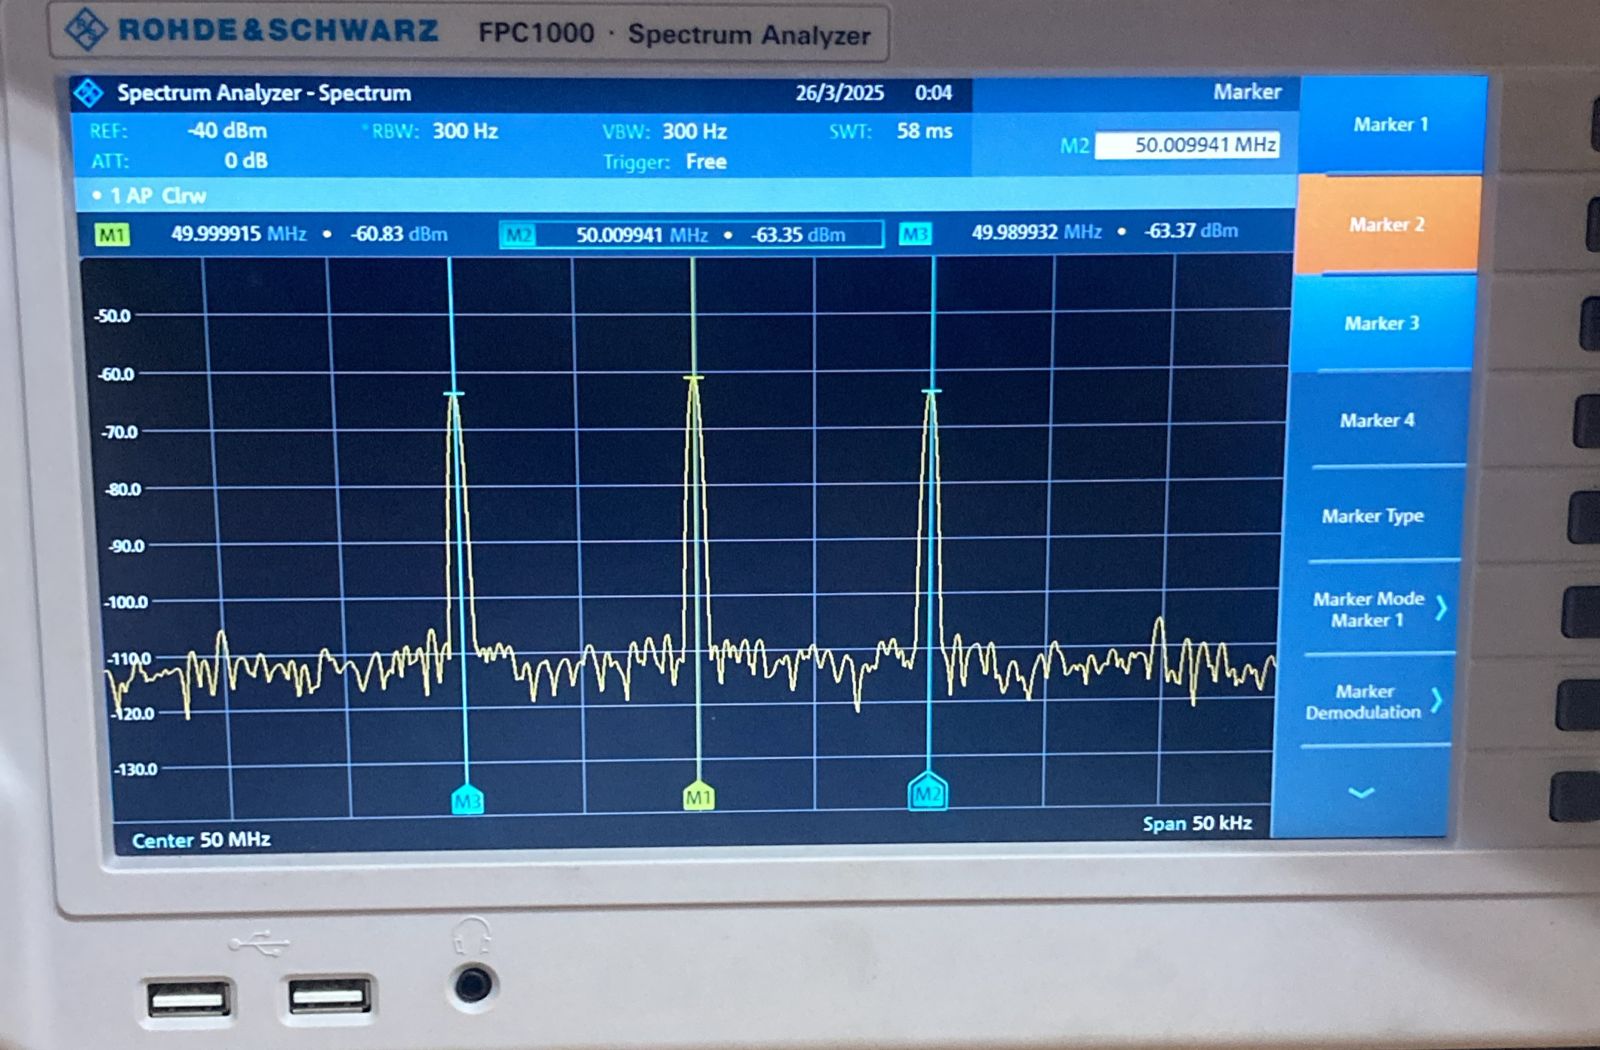 ROHDE&SCHWARZ FPC1000 · Spectrum Analyzer
Spectrum Analyzer - Spectrum 26/3/2025 0:04 Marker
REF: -40 dBm °RBW: 300 Hz VBW: 300 Hz SWT: 58 ms
ATT: 0 dB Trigger: Free M2 50.009941 MHz
• 1 AP Clrw
M1 49.999915 MHz • -60.83 dBm M2 50.009941 MHz • -63.35 dBm M3 49.989932 MHz • -63.37 dBm
-50.0
-60.0
-70.0
-80.0
-90.0
-100.0
-110.0
-120.0
-130.0
M3 M1 M2
Center 50 MHz Span 50 kHz
Marker 1
Marker 2
Marker 3
Marker 4
Marker Type
Marker Mode
Marker 1
Marker
Demodulation